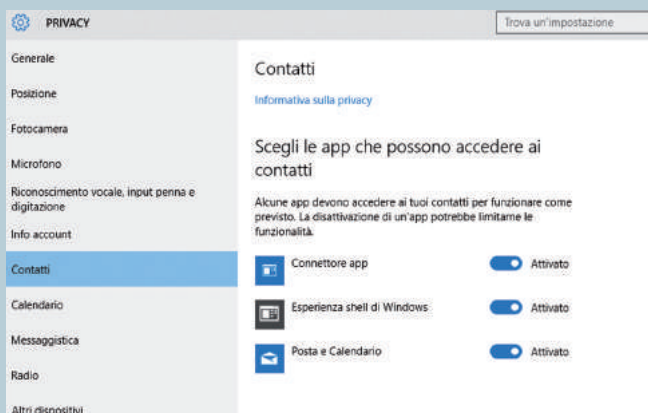 PRIVACY
Trova un'impostazione
Generale
Posizione
Fotocamera
Microfono
Riconoscimento vocale, input penna e
digitazione
Info account
Contatti
Calendario
Messaggistica
Radio
Altri dispositivi
Contatti
Informativa sulla privacy
Scegli le app che possono accedere ai
contatti
Alcune app devono accedere ai tuoi contatti per funzionare come
previsto. La disattivazione di un'app potrebbe limitarne le
funzionalità.
Connettore app
Attivato
Esperienza shell di Windows
Attivato
Posta e Calendario
Attivato